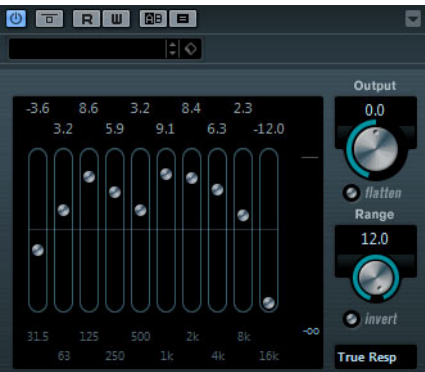 R W AB
Output
-3.6 8.6 3.2 8.4 2.3 0.0
3.2 5.9 9.1 6.3 -12.0
flatten
Range
12.0
invert
31.5 125 500 2k 8k -∞
63 250 1k 4k 16k True Resp